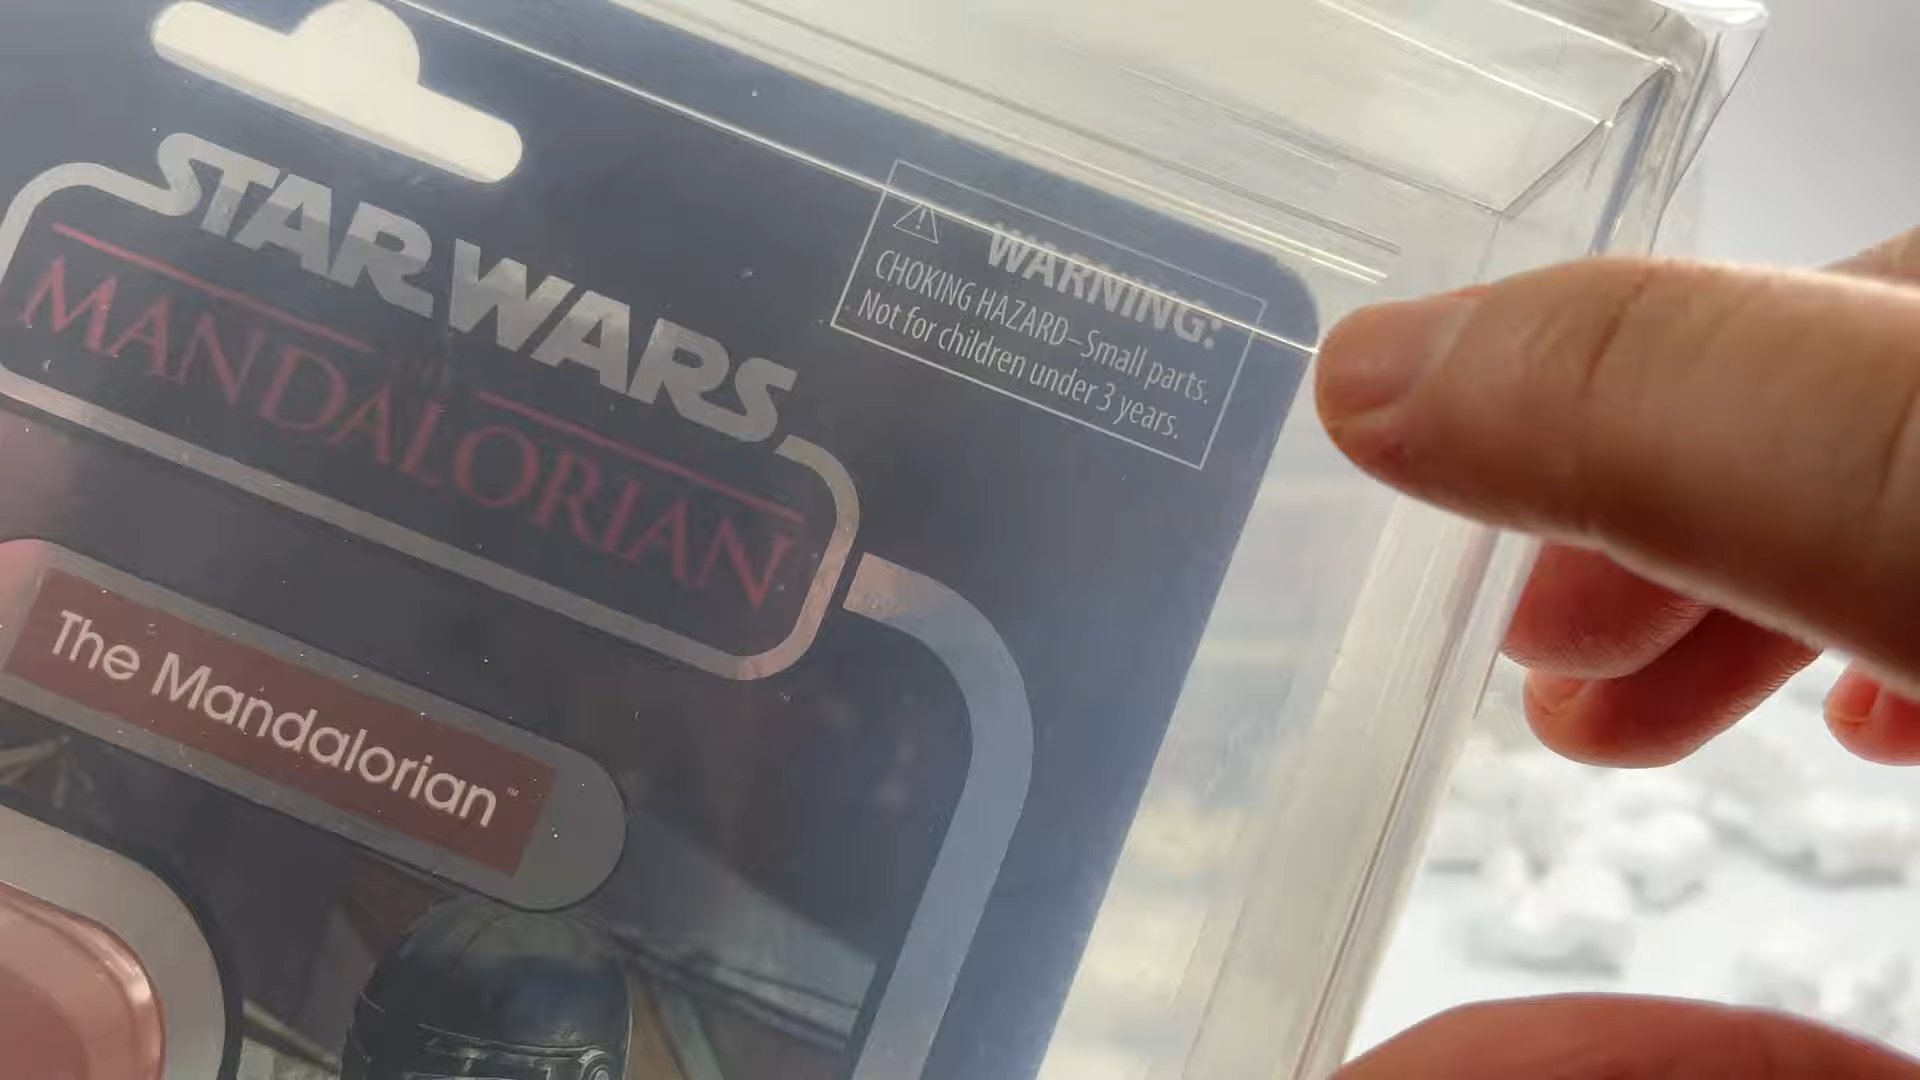 STAR WARS
MANDALORIAN
WARNING:
CHOKING HAZARD–Small parts.
Not for children under 3 years.
The Mandalorian™